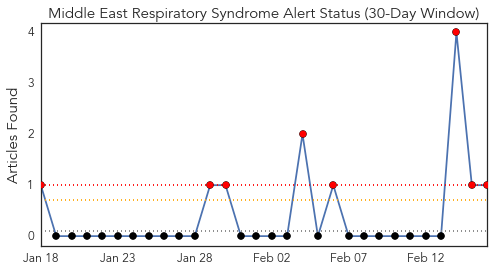 Middle East Respiratory Syndrome Alert Status (30-Day Window)
Articles Found
4
3
2
1
0
Jan 18 Jan 23 Jan 28 Feb 02 Feb 07 Feb 12